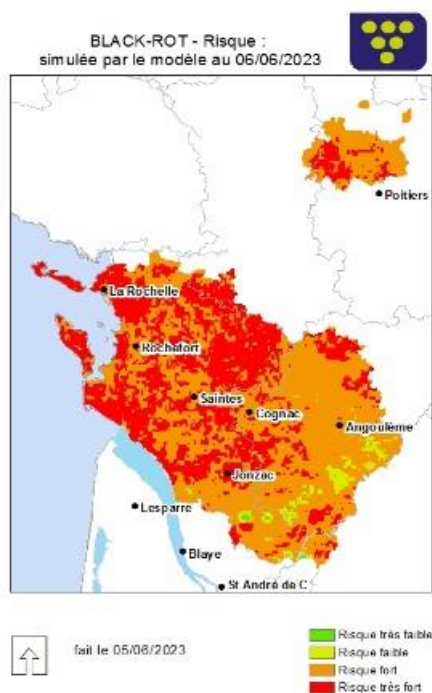 BLACK-ROT - Risque :
simulée par le modèle au 06/06/2023
Poitiers
La Rochelle
Rochefort
Saintes
Cognac
Angoulême
Jonzac
Lesparre
Blaye
St André de C
fait le 05/06/2023
Risque très faible
Risque faible
Risque fort
Risque très fort